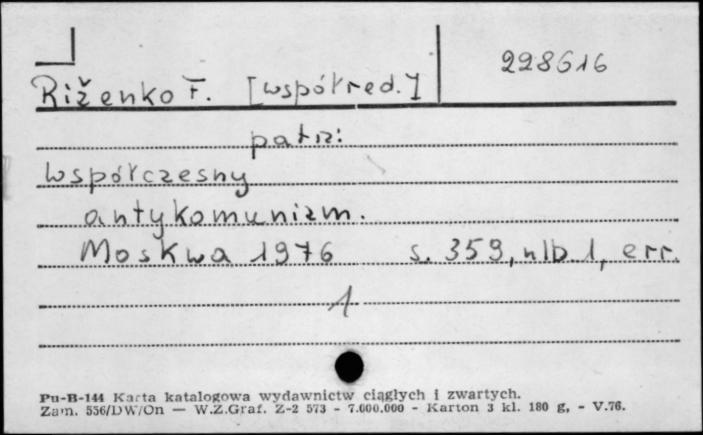 228616
Riženko F. [współred.]
patrz:
Współczesny
antykomunizm.
Moskwa 1976 s. 359, nlb 1, err.
1
Pu-B-144 Karta katalogowa wydawnictw ciągłych i zwartych.
Zam. 556/DW/On — W.Z.Graf. Z-2 573 - 7.000.000 - Karton 3 kl. 180 g, - V.76.